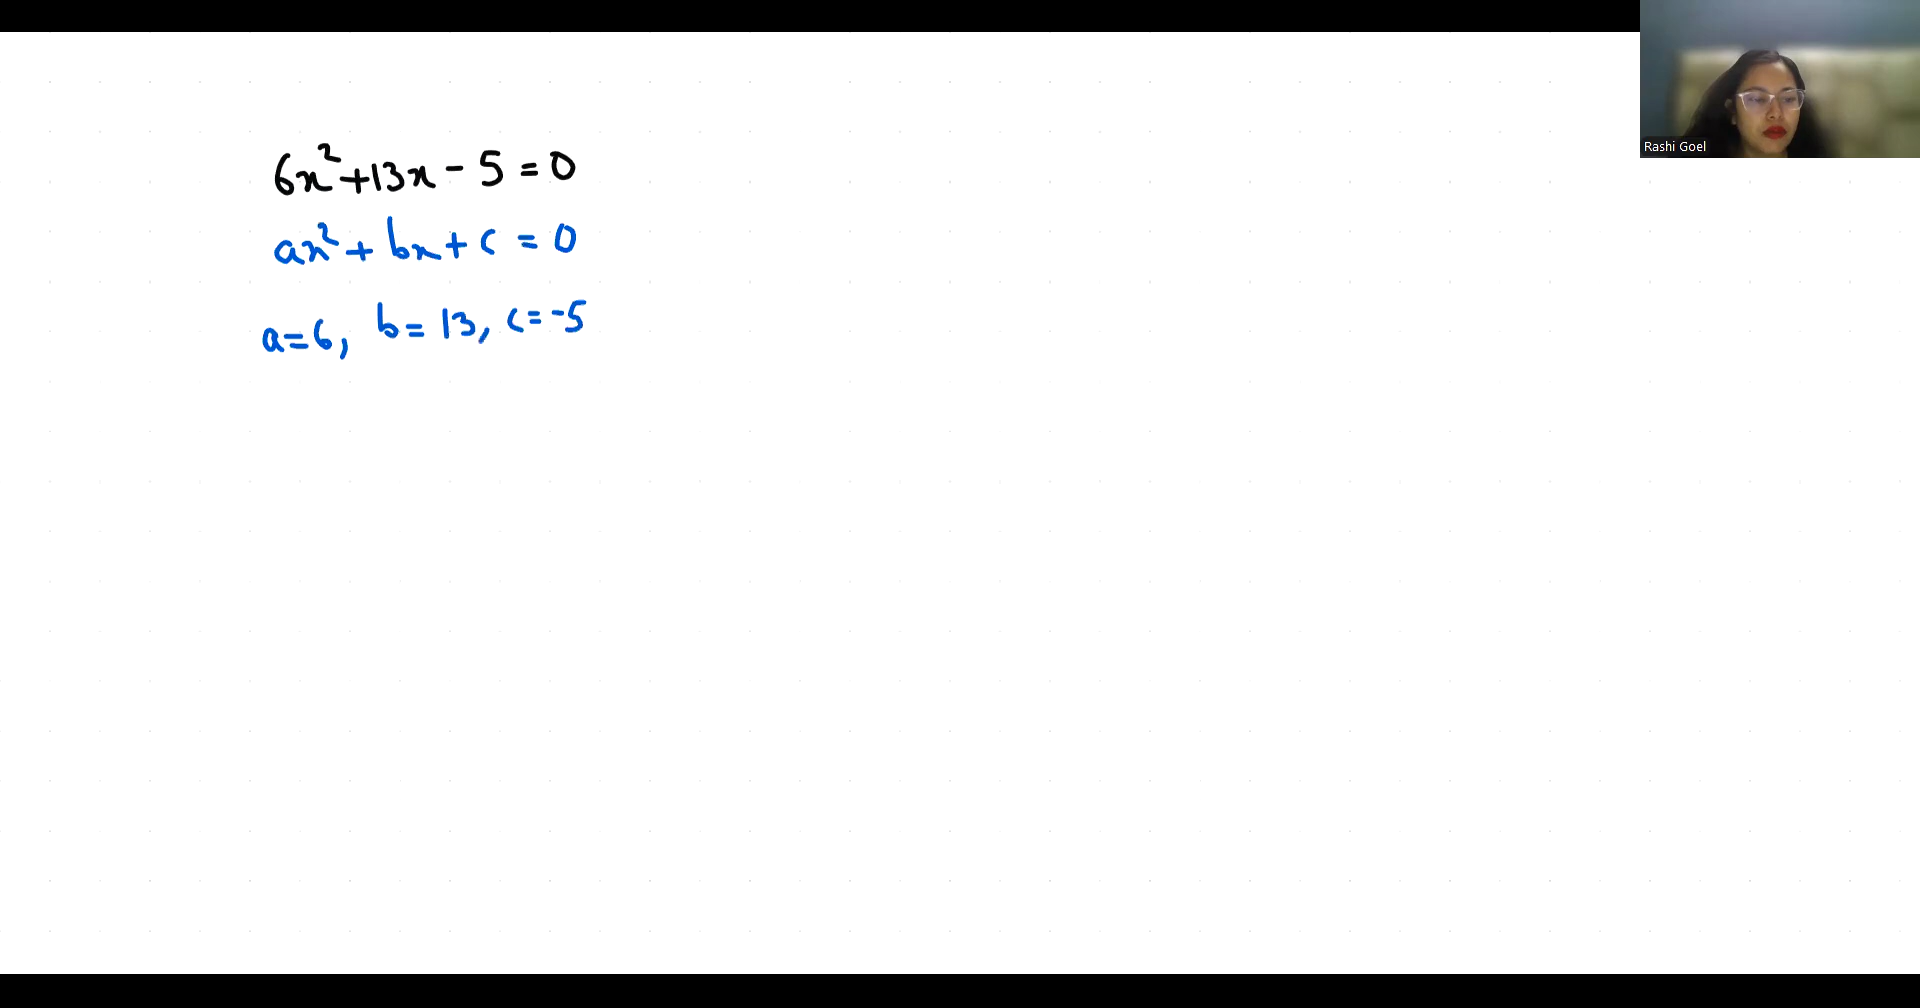 6x²+13x-5=0
ax²+bx+c=0
a=6, b=13, c=-5
Rashi Goel